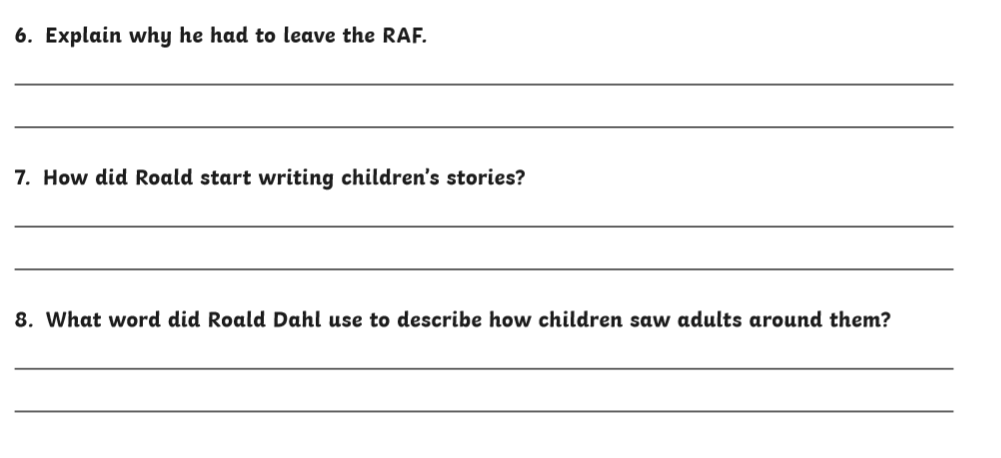 6. Explain why he had to leave the RAF.
7. How did Roald start writing children's stories?
8. What word did Roald Dahl use to describe how children saw adults around them?